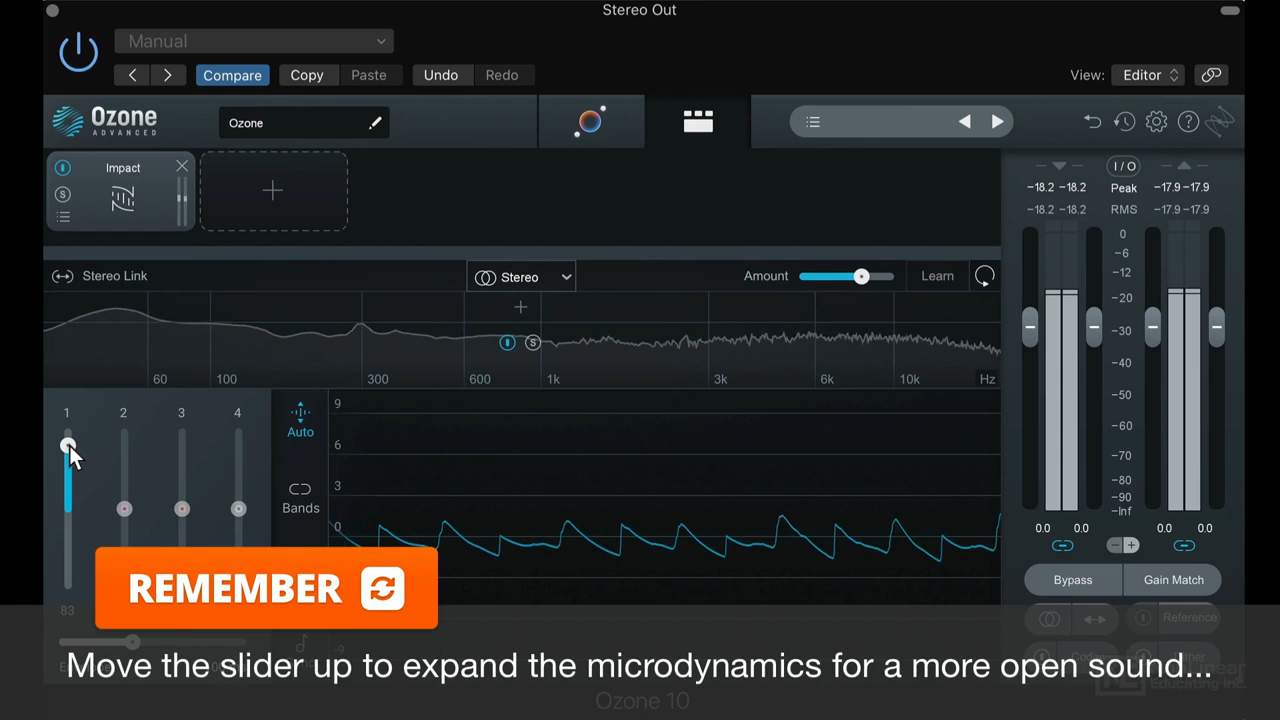 Stereo Out
Manual
Compare
Copy
Paste
Undo
Redo
View:
Editor
Ozone
ADVANCED
Ozone
Impact
S
I / O
-18.2 -18.2
Peak
-17.9 -17.9
-18.2 -18.2
RMS
-17.9 -17.9
Stereo Link
Stereo
Amount
Learn
S
60
100
300
600
1k
3k
6k
10k
Hz
0
-6
-12
-20
-30
-40
-50
-60
-70
-80
-90
-Inf
1
2
3
4
Auto
Bands
9
6
3
0
-9
83
0.0
0.0
0.0
0.0
Bypass
Gain Match
Reference
REMEMBER
Move the slider up to expand the microdynamics for a more open sound...
Educating Inc.
Ozone 10